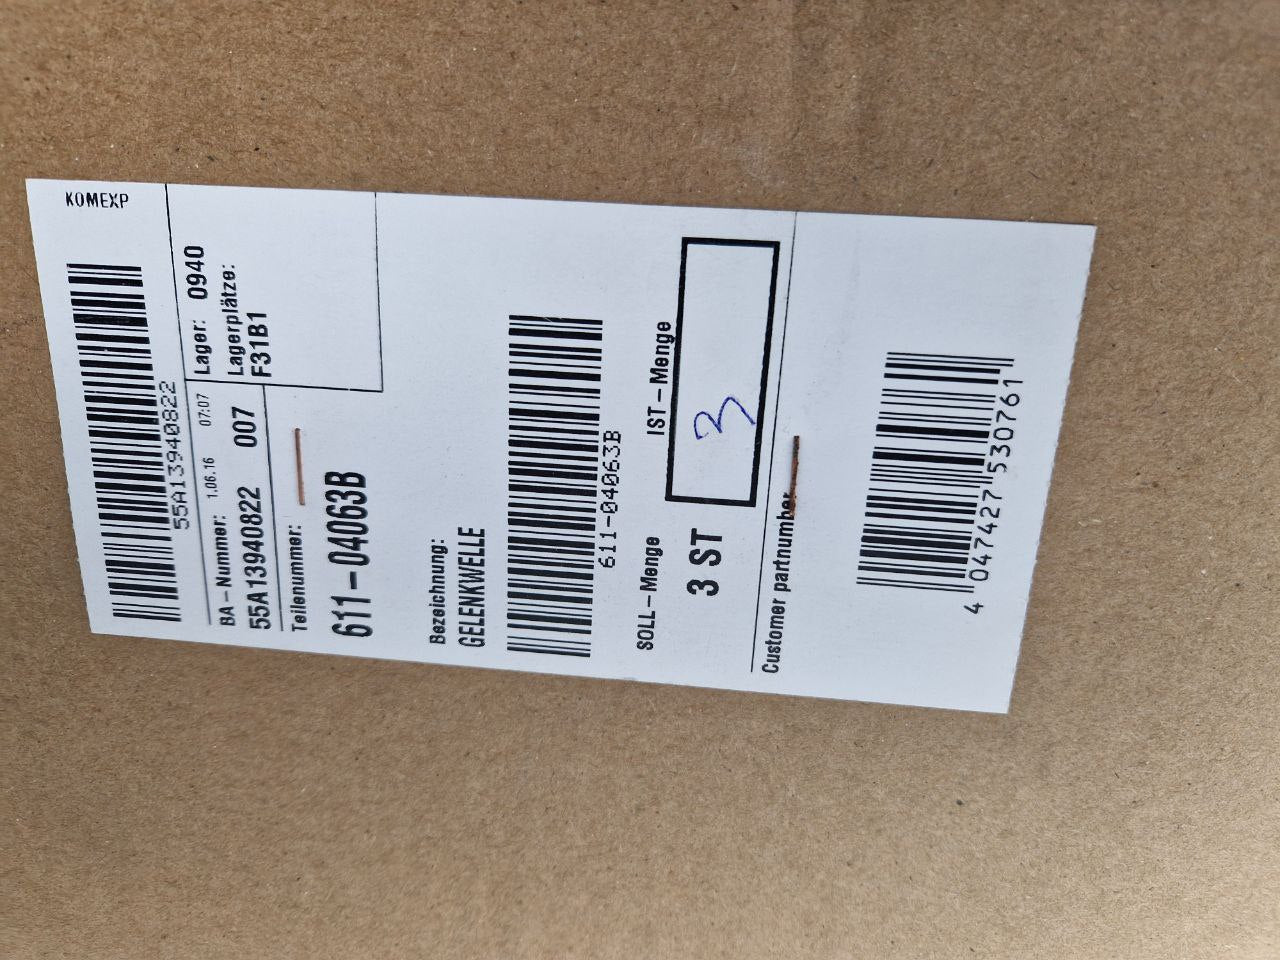 KOMEXP
55A13940822
BA-Nummer: 1.06.16 07:07
55A13940822 007
Lager: 0940
Lagerplätze:
F31B1
Teilenummer:
611-04063B
Bezeichnung:
GELENKWELLE
611-04063B
SOLL-Menge IST-Menge
3 ST 3
Customer partnumber
4 047427 530761